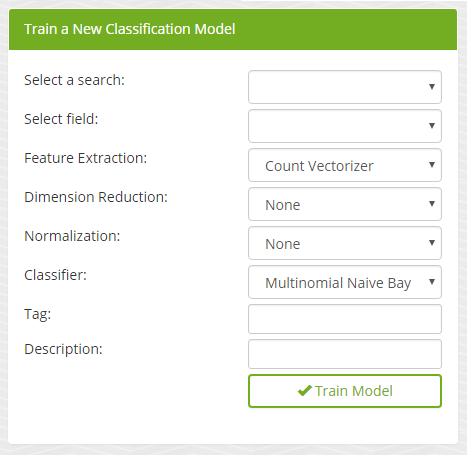 Train a New Classification Model
Select a search:
Select field:
Feature Extraction: Count Vectorizer
Dimension Reduction: None
Normalization: None
Classifier: Multinomial Naive Bay
Tag:
Description:
Train Model